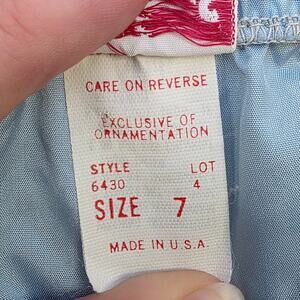 CARE ON REVERSE
EXCLUSIVE OF
ORNAMENTATION
STYLE LOT
6430 4
SIZE 7
MADE IN U.S.A.